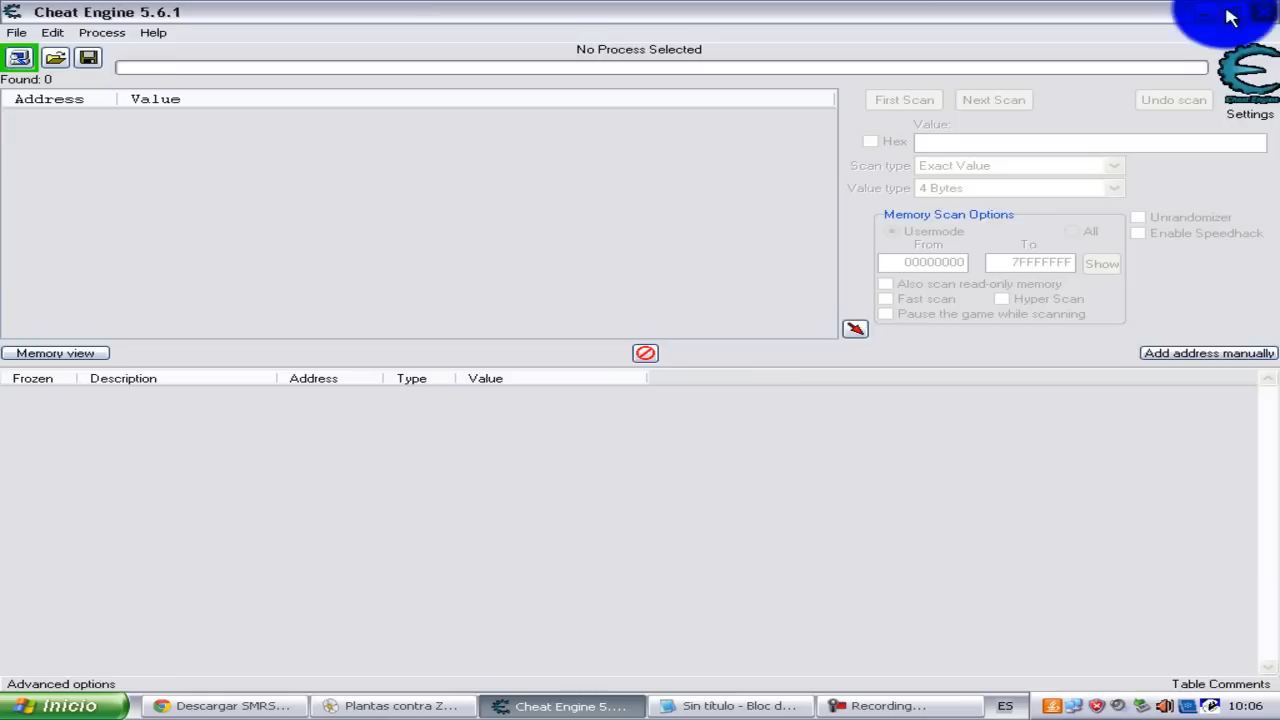 Cheat Engine 5.6.1
File Edit Process Help
No Process Selected
Found: 0
Address Value
First Scan Next Scan Undo scan
Cheat Engine
Settings
Value:
Hex
Scan type Exact Value
Value type 4 Bytes
Memory Scan Options
Usermode All
From To
00000000 7FFFFFFF Show
Also scan read-only memory
Fast scan Hyper Scan
Pause the game while scanning
Unrandomizer
Enable Speedhack
Memory view Add address manually
Frozen Description Address Type Value
Advanced options Table Comments
Inicio Descargar SMRS... Plantas contra Z... Cheat Engine 5.... Sin título - Bloc d... Recording... ES 10:06